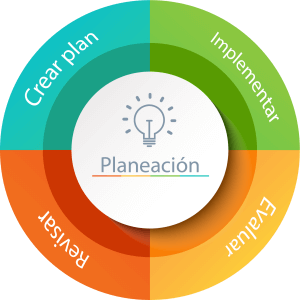 Crear plan
Implementar
Planeación
Revisar
Evaluar